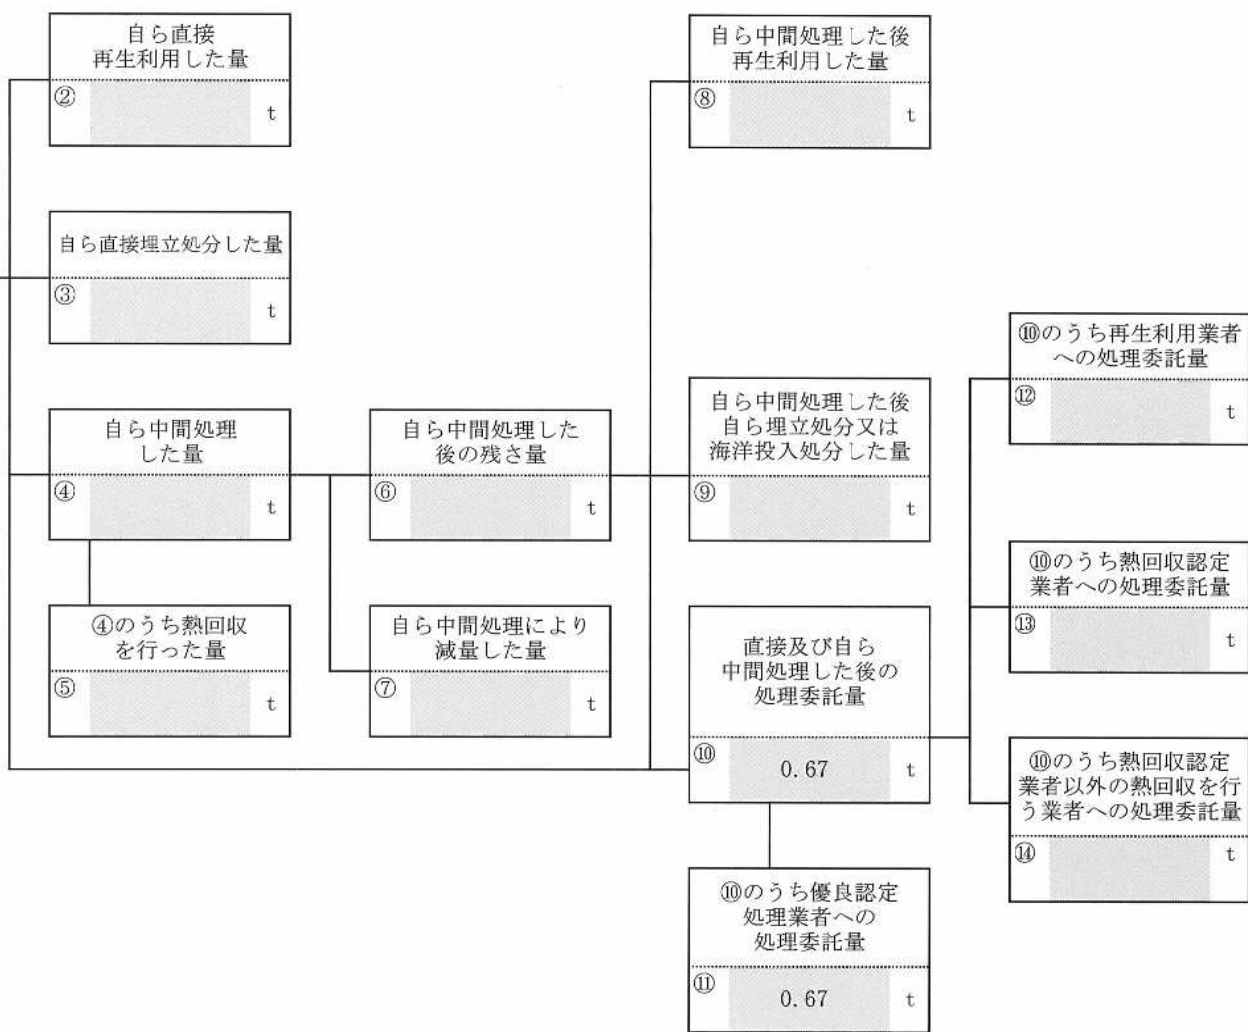 自ら直接
再生利用した量
② t
自ら直接埋立処分した量
③ t
自ら中間処理
した量
④ t
④のうち熱回収
を行った量
⑤ t
自ら中間処理した
後の残さ量
⑥ t
自ら中間処理により
減量した量
⑦ t
自ら中間処理した後
再生利用した量
⑧ t
自ら中間処理した後
自ら埋立処分又は
海洋投入処分した量
⑨ t
直接及び自ら
中間処理した後の
処理委託量
⑩ 0.67 t
⑩のうち優良認定
処理業者への
処理委託量
⑪ 0.67 t
⑩のうち再生利用業者
への処理委託量
⑫ t
⑩のうち熱回収認定
業者への処理委託量
⑬ t
⑩のうち熱回収認定
業者以外の熱回収を行
う業者への処理委託量
⑭ t